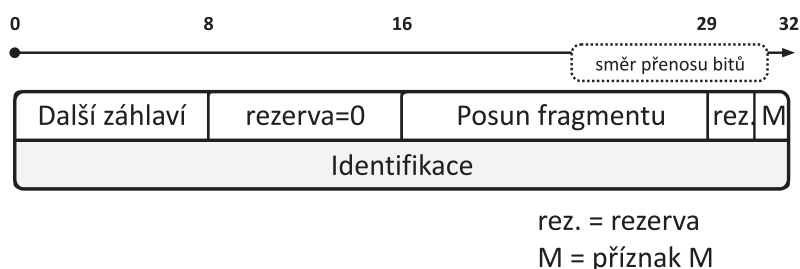 0 8 16 29 32
směr přenosu bitů
Další záhlaví rezerva=0 Posun fragmentu rez. M
Identifikace
rez. = rezerva
M = příznak M